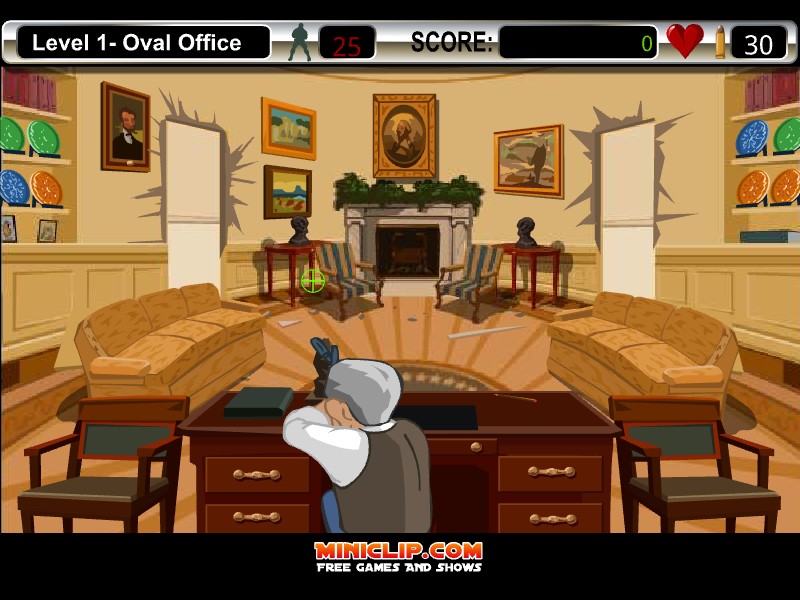 Level 1- Oval Office
25
SCORE:
0
30
MINICLIP.COM
FREE GAMES AND SHOWS